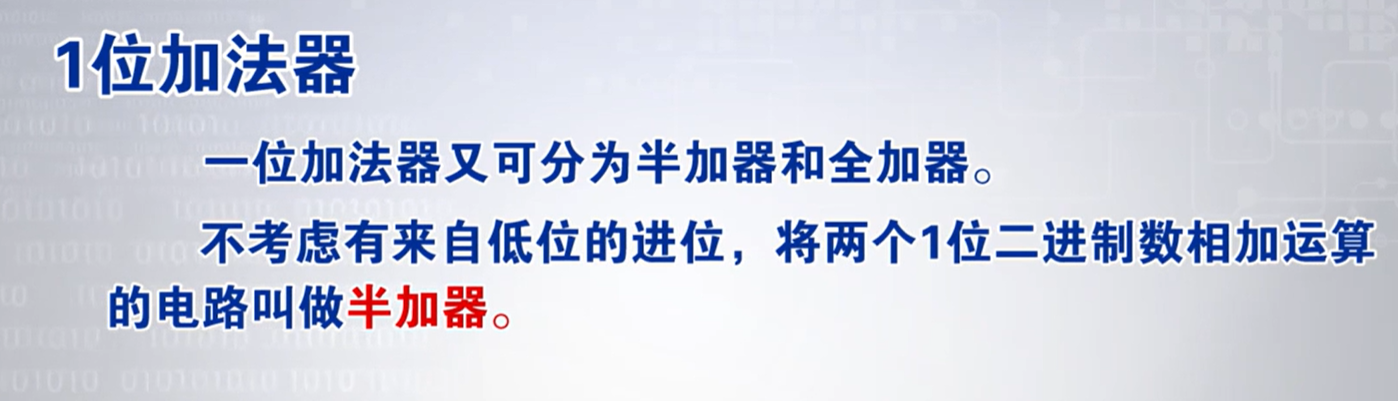 1位加法器
一位加法器又可分为半加器和全加器。
不考虑有来自低位的进位，将两个1位二进制数相加运算
的电路叫做半加器。